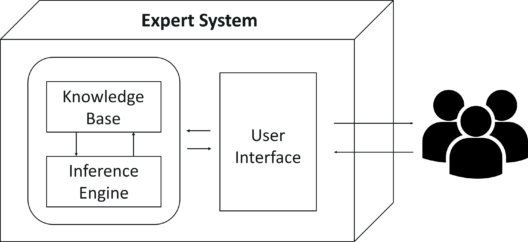 Expert System
Knowledge
Base
Inference
Engine
User
Interface